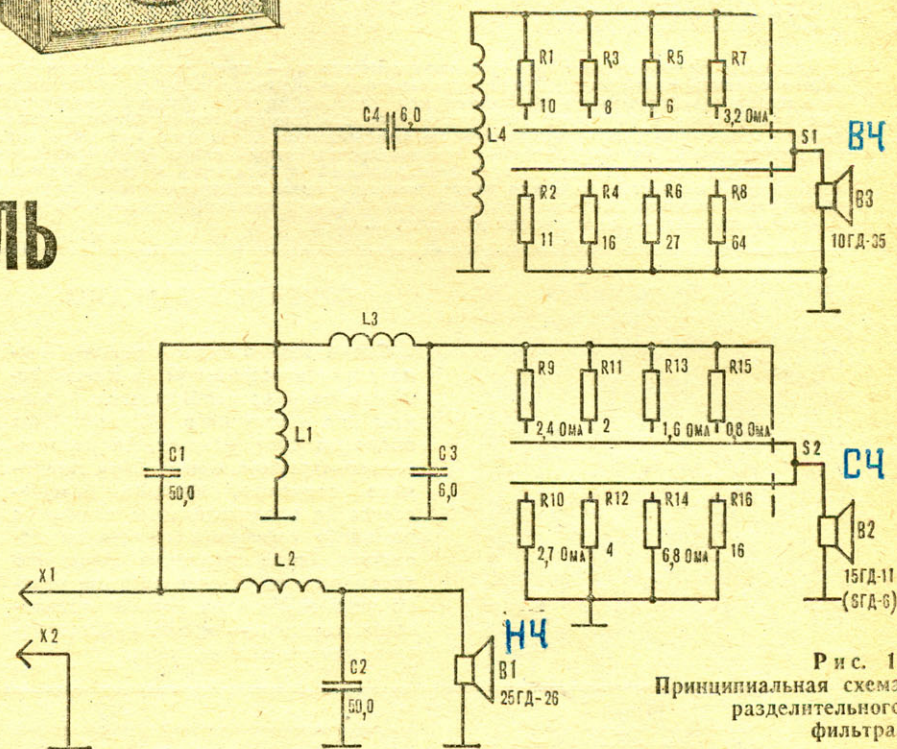 ЛЬ
C4 6,0
L4
R1 R3 R5 R7
10 8 6 3,2 Ома
S1 ВЧ
R2 R4 R6 R8
11 16 27 64
В3
10ГД-35
L3
R9 R11 R13 R15
2,4 Ома 2 1,6 Ома 0,8 Ома
L1
C1
50,0
C3
6,0
S2 СЧ
R10 R12 R14 R16
2,7 Ома 4 6,8 Ома 16
В2
15ГД-11
(6ГД-6)
X1
L2
X2
C2
50,0
НЧ
В1
25ГД-26
Рис. 1
Принципиальная схема
разделительного
фильтра